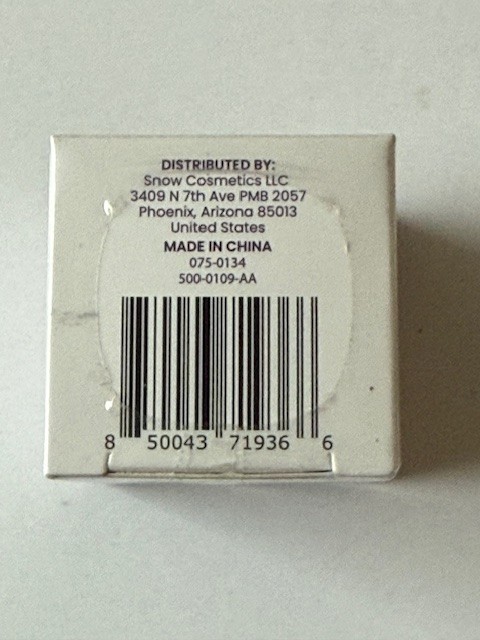 DISTRIBUTED BY:
Snow Cosmetics LLC
3409 N 7th Ave PMB 2057
Phoenix, Arizona 85013
United States
MADE IN CHINA
075-0134
500-0109-AA
8 50043 71936 6